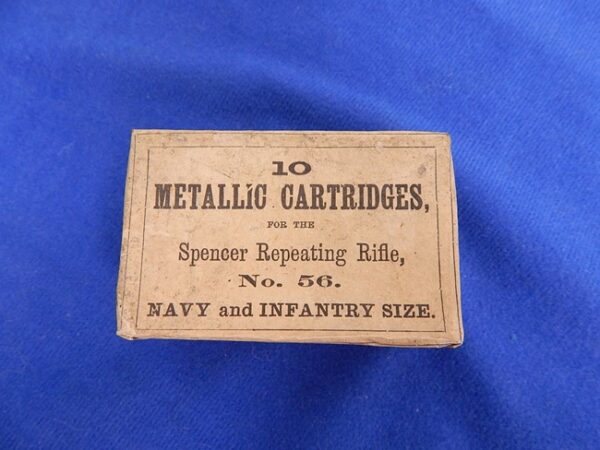 10
METALLIC CARTRIDGES,
FOR THE
Spencer Repeating Rifle,
No. 56.
NAVY and INFANTRY SIZE.